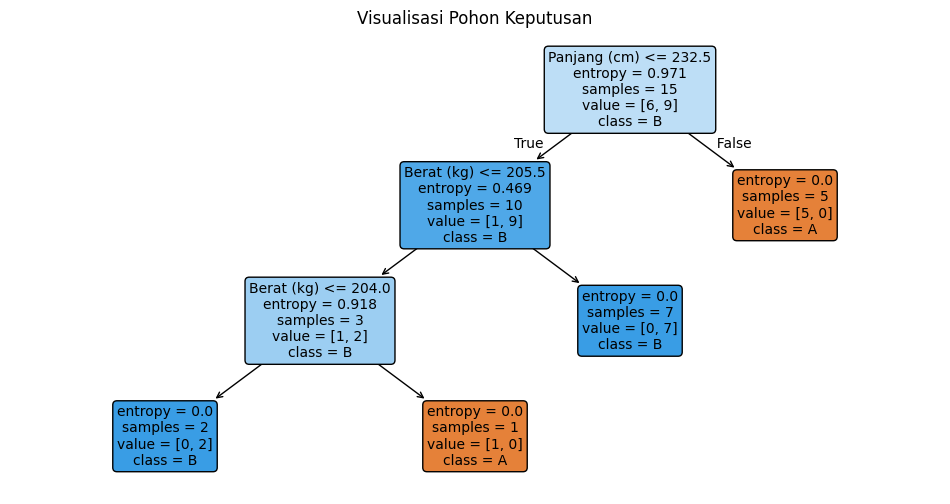 Visualisasi Pohon Keputusan
Panjang (cm) <= 232.5
entropy = 0.971
samples = 15
value = [6, 9]
class = B
True
False
Berat (kg) <= 205.5
entropy = 0.469
samples = 10
value = [1, 9]
class = B
entropy = 0.0
samples = 5
value = [5, 0]
class = A
Berat (kg) <= 204.0
entropy = 0.918
samples = 3
value = [1, 2]
class = B
entropy = 0.0
samples = 7
value = [0, 7]
class = B
entropy = 0.0
samples = 2
value = [0, 2]
class = B
entropy = 0.0
samples = 1
value = [1, 0]
class = A